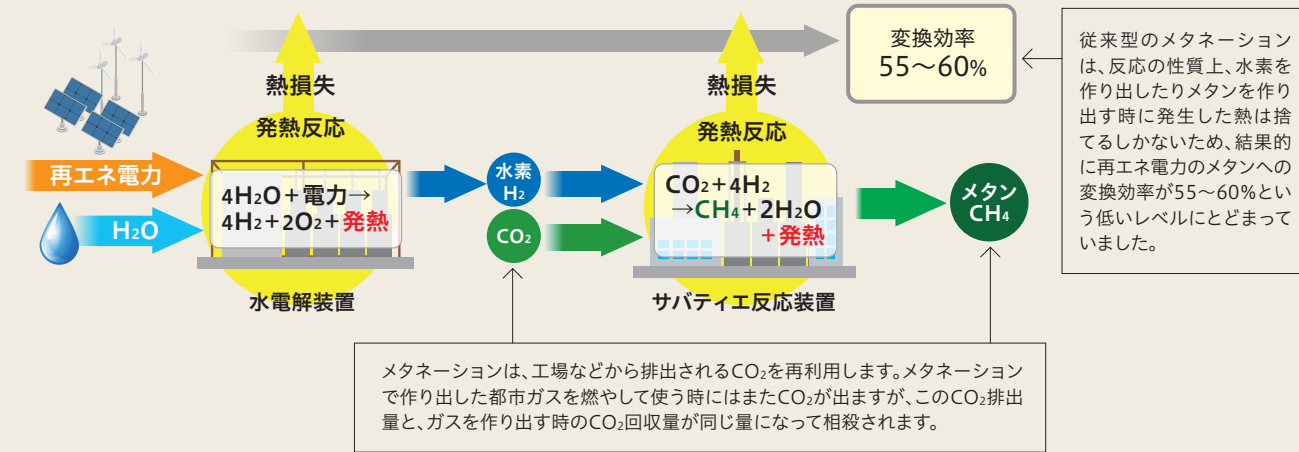 熱損失
発熱反応
熱損失
発熱反応
変換効率
55〜60%
従来型のメタネーション
は、反応の性質上、水素を
作り出したりメタンを作り
出す時に発生した熱は捨
てるしかないため、結果的
に再エネ電力のメタンへの
変換効率が55〜60%とい
う低いレベルにとどまって
いました。
再エネ電力
H₂O
4H₂O+電力→
4H₂+2O₂+発熱
水電解装置
水素
H₂
CO₂
CO₂+4H₂
→CH₄+2H₂O
+発熱
サバティエ反応装置
メタン
CH₄
メタネーションは、工場などから排出されるCO₂を再利用します。メタネーション
で作り出した都市ガスを燃やして使う時にはまたCO₂が出ますが、このCO₂排出
量と、ガスを作り出す時のCO₂回収量が同じ量になって相殺されます。